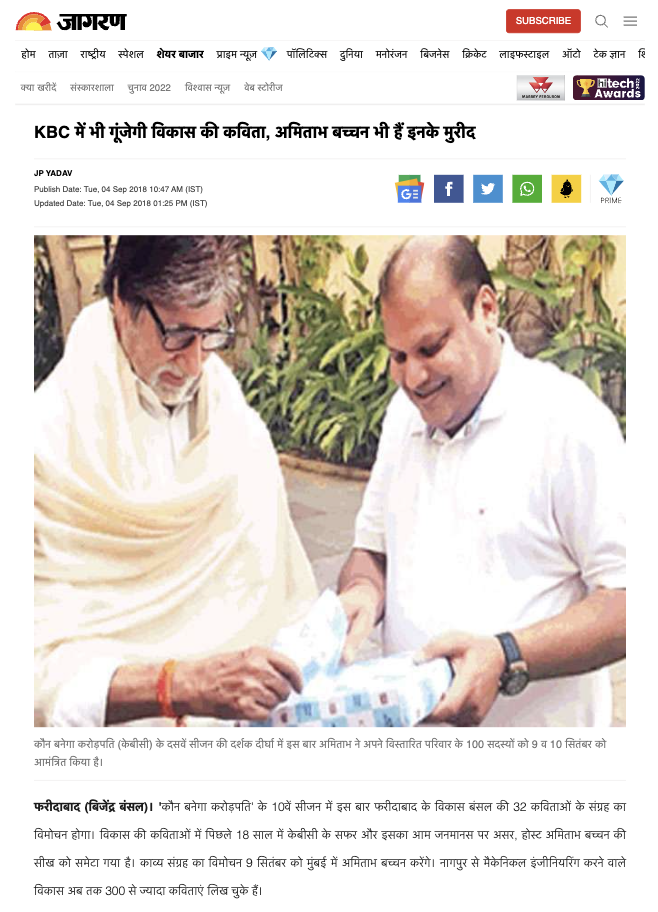 जागरण
SUBSCRIBE
होम ताज़ा राष्ट्रीय स्पेशल शेयर बाजार प्राइम न्यूज़ पॉलिटिक्स दुनिया मनोरंजन बिजनेस क्रिकेट लाइफस्टाइल ऑटो टेक ज्ञान
क्या खरीदें संस्कारशाला चुनाव 2022 विश्वास न्यूज़ वेब स्टोरीज
MASSEY FERGUSON
hitech Awards 2022
KBC में भी गूंजेगी विकास की कविता, अमिताभ बच्चन भी हैं इनके मुरीद
JP YADAV
Publish Date: Tue, 04 Sep 2018 10:47 AM (IST)
Updated Date: Tue, 04 Sep 2018 01:25 PM (IST)
GE
PRIME
कौन बनेगा करोड़पति (केबीसी) के दसवें सीजन की दर्शक दीर्घा में इस बार अमिताभ ने अपने विस्तारित परिवार के 100 सदस्यों को 9 व 10 सितंबर को
आमंत्रित किया है।
फरीदाबाद (बिजेंद्र बंसल)। 'कौन बनेगा करोड़पति' के 10वें सीजन में इस बार फरीदाबाद के विकास बंसल की 32 कविताओं के संग्रह का
विमोचन होगा। विकास की कविताओं में पिछले 18 साल में केबीसी के सफर और इसका आम जनमानस पर असर, होस्ट अमिताभ बच्चन की
सीख को समेटा गया है। काव्य संग्रह का विमोचन 9 सितंबर को मुंबई में अमिताभ बच्चन करेंगे। नागपुर से मैकेनिकल इंजीनियरिंग करने वाले
विकास अब तक 300 से ज्यादा कविताएं लिख चुके हैं।